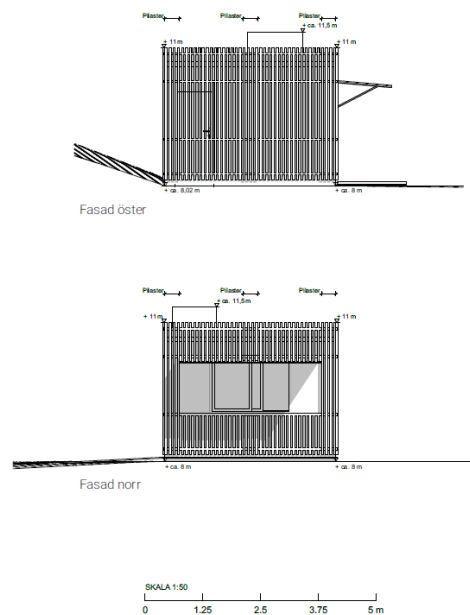 Pilaster Pilaster Pilaster
+ ca. 11,5 m
+ 11 m + 11 m
+ ca. 8,02 m + ca. 8 m
Fasad öster
Pilaster Pilaster Pilaster
+ ca. 11,5m
+ 11m + 11 m
+ ca. 8 m + ca. 8 m
Fasad norr
SKALA 1:50
0 1.25 2.5 3.75 5 m